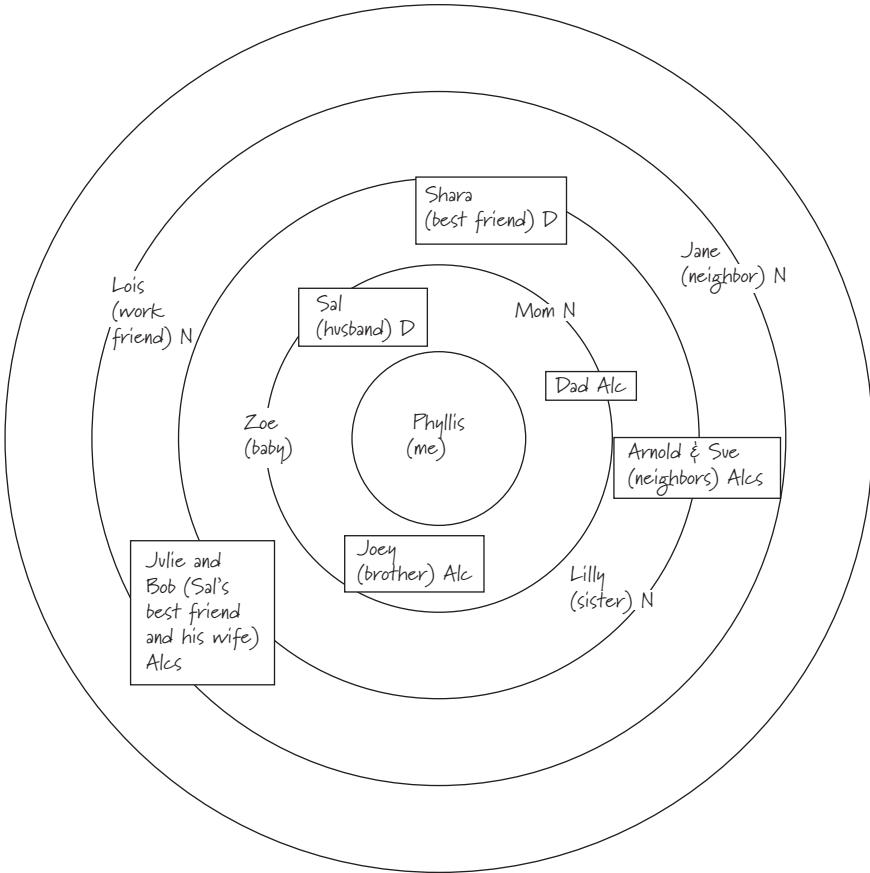 Shara
(best friend) D
Jane
(neighbor) N
Lois
(work
friend) N
Sal
(husband) D
Mom N
Dad Alc
Zoe
(baby)
Phyllis
(me)
Arnold & Sue
(neighbors) Alcs
Joey
(brother) Alc
Lilly
(sister) N
Julie and
Bob (Sal's
best friend
and his wife)
Alcs